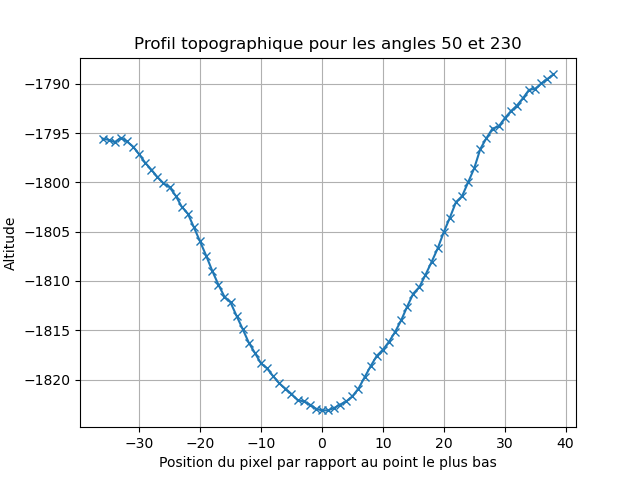 Profil topographique pour les angles 50 et 230
−1790
−1795
−1800
−1805
−1810
−1815
−1820
Altitude
−30 −20 −10 0 10 20 30 40
Position du pixel par rapport au point le plus bas